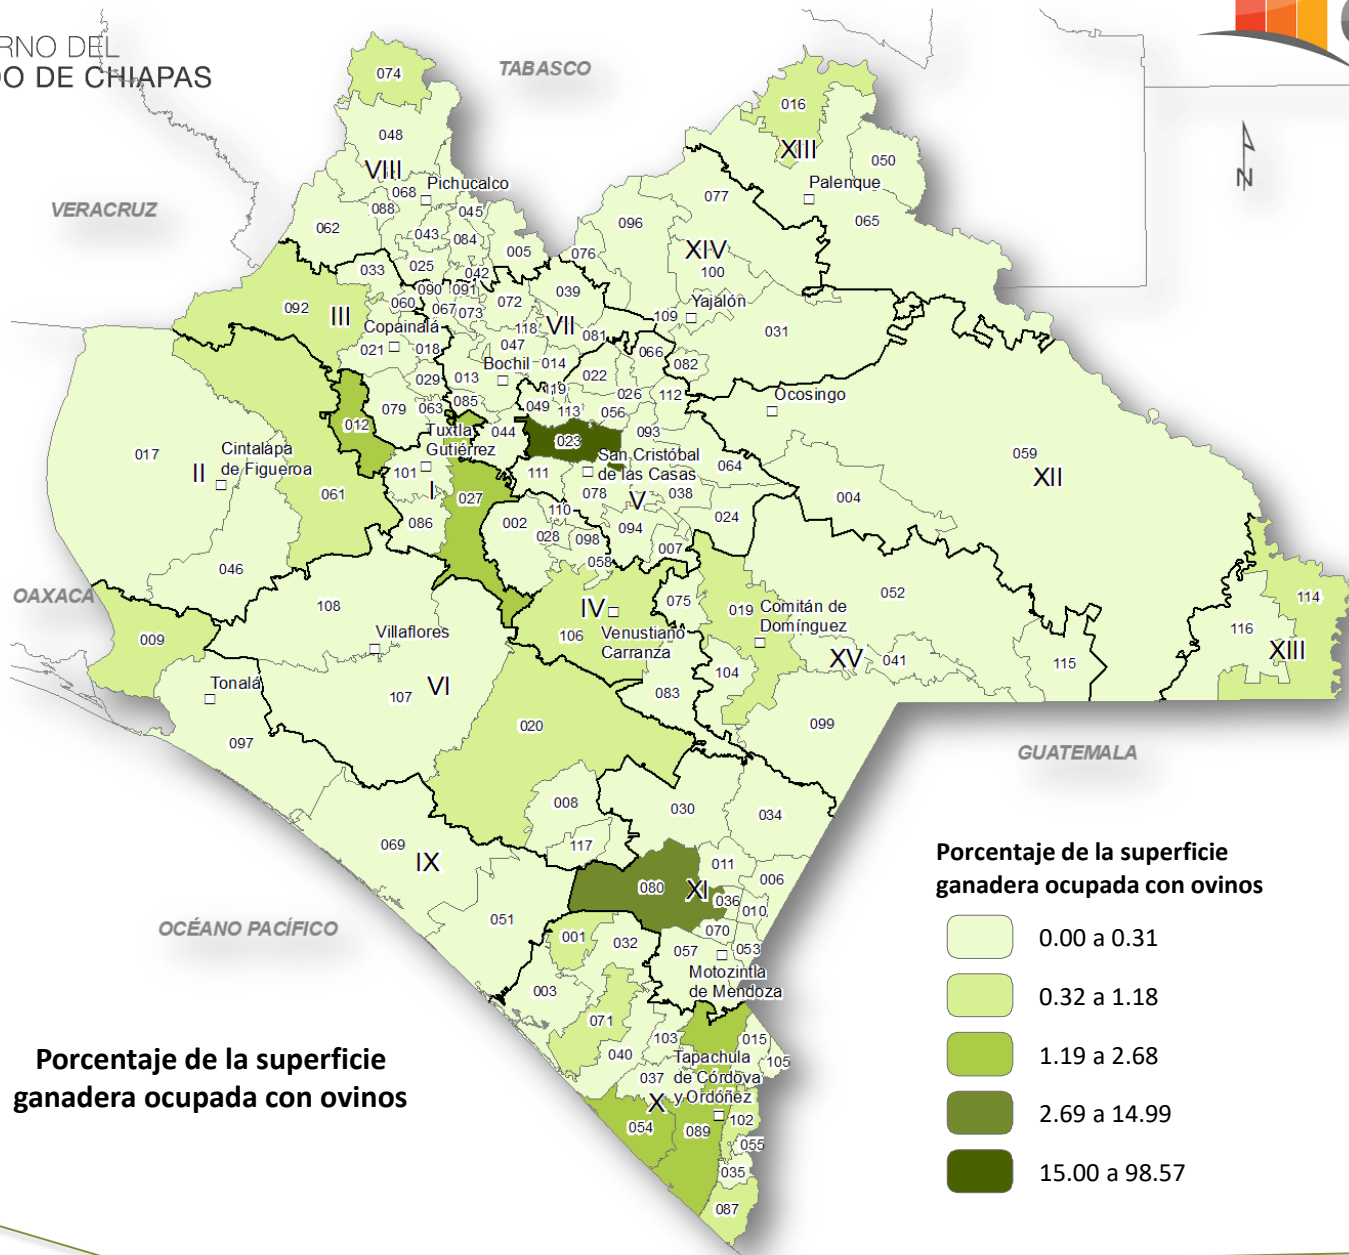 RNO DEL
DO DE CHIAPAS
TABASCO
VERACRUZ
OAXACA
GUATEMALA
OCÉANO PACÍFICO
N
074
048
VIII
068
Pichucalco
088
045
062
043
084
005
025
042
033
016
XIII
050
Palenque
065
077
096
XIV
076
100
Yajalón
109
031
092
III
090
091
060
067
073
072
039
118
VII
081
Copainalá
021
018
047
Bochil
014
013
029
079
063
085
066
082
022
026
112
119
049
113
056
Ocosingo
012
Tuxtla
Gutiérrez
044
023
093
San Cristóbal
de las Casas
064
017
II
Cintalapa
de Figueroa
061
046
101
I
027
086
111
078
V
038
024
004
059
XII
002
110
028
098
094
058
007
108
Villaflores
009
Tonalá
097
107
VI
IV
106
Venustiano
Carranza
075
019
Comitán de
Domínguez
052
XV
041
104
083
099
115
116
114
XIII
020
008
117
030
034
069
IX
051
080
XI
011
006
036
010
070
053
057
Motozintla
de Mendoza
001
032
003
071
040
103
015
105
Tapachula
de Córdova
y Ordóñez
037
X
054
089
102
055
035
087
Porcentaje de la superficie
ganadera ocupada con ovinos
0.00 a 0.31
0.32 a 1.18
1.19 a 2.68
2.69 a 14.99
15.00 a 98.57
Porcentaje de la superficie
ganadera ocupada con ovinos